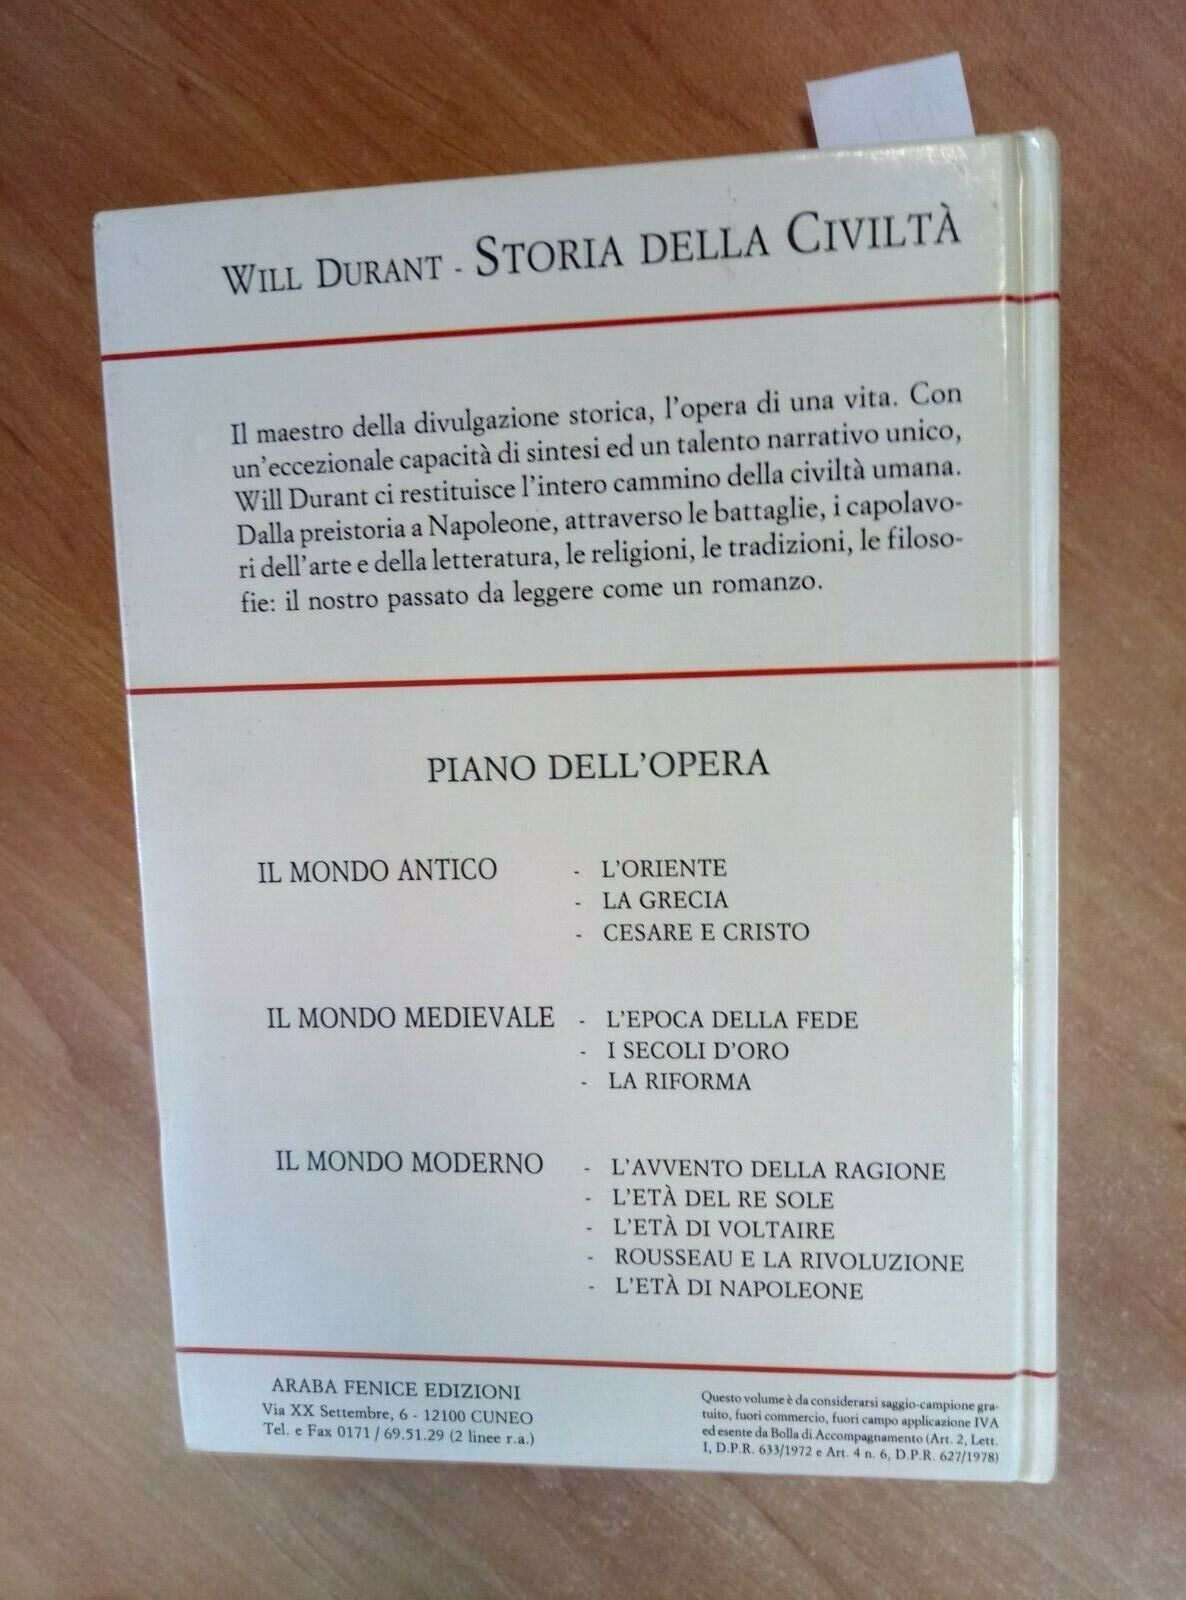 WILL DURANT - STORIA DELLA CIVILTÀ
Il maestro della divulgazione storica, l'opera di una vita. Con
un'eccezionale capacità di sintesi ed un talento narrativo unico,
Will Durant ci restituisce l'intero cammino della civiltà umana.
Dalla preistoria a Napoleone, attraverso le battaglie, i capolavo-
ri dell'arte e della letteratura, le religioni, le tradizioni, le filoso-
fie: il nostro passato da leggere come un romanzo.
PIANO DELL'OPERA
IL MONDO ANTICO - L'ORIENTE
- LA GRECIA
- CESARE E CRISTO
IL MONDO MEDIEVALE - L'EPOCA DELLA FEDE
- I SECOLI D'ORO
- LA RIFORMA
IL MONDO MODERNO - L'AVVENTO DELLA RAGIONE
- L'ETÀ DEL RE SOLE
- L'ETÀ DI VOLTAIRE
- ROUSSEAU E LA RIVOLUZIONE
- L'ETÀ DI NAPOLEONE
ARABA FENICE EDIZIONI
Via XX Settembre, 6 - 12100 CUNEO
Tel. e Fax 0171 / 69.51.29 (2 linee r.a.)
Questo volume è da considerarsi saggio-campione gra-
tuito, fuori commercio, fuori campo applicazione IVA
ed esente da Bolla di Accompagnamento (Art. 2, Lett.
I, D.P.R. 633/1972 e Art. 4 n. 6, D.P.R. 627/1978)